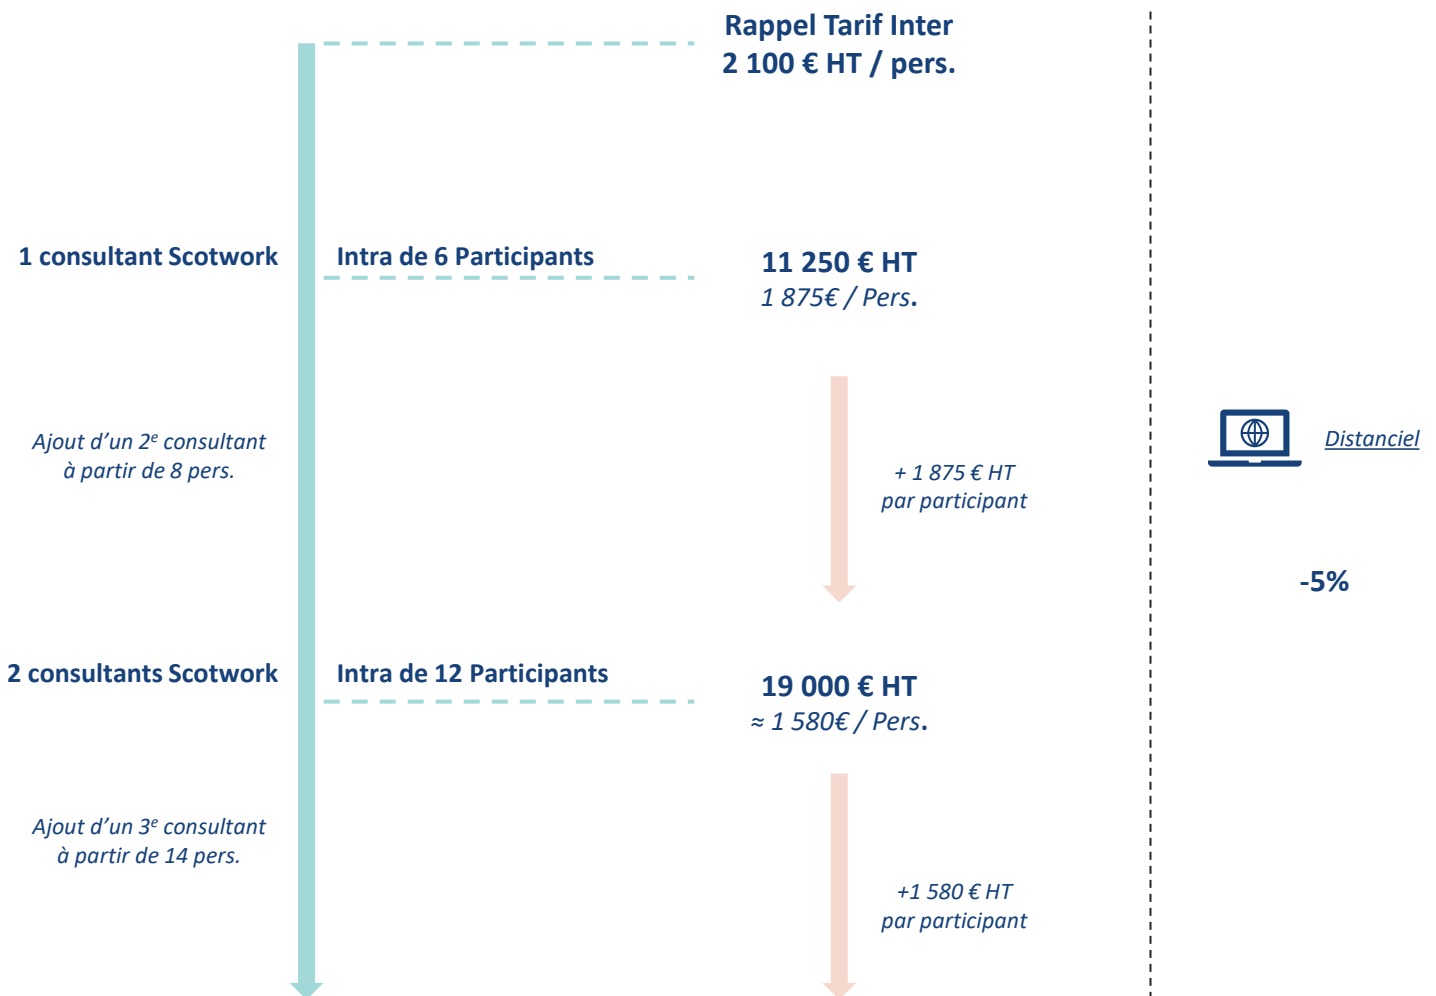 Rappel Tarif Inter
2 100 € HT / pers.
1 consultant Scotwork
Intra de 6 Participants
11 250 € HT
1 875€ / Pers.
Ajout d’un 2e consultant
à partir de 8 pers.
+ 1 875 € HT
par participant
Distanciel
-5%
2 consultants Scotwork
Intra de 12 Participants
19 000 € HT
≈ 1 580€ / Pers.
Ajout d’un 3e consultant
à partir de 14 pers.
+1 580 € HT
par participant